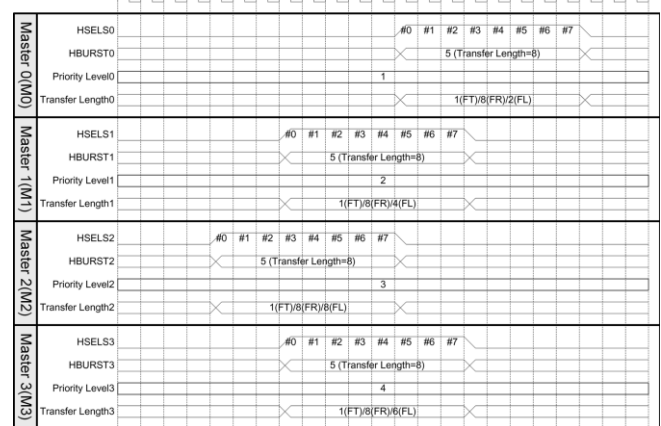 Master 0(M0)
HSELS0 #0 #1 #2 #3 #4 #5 #6 #7
HBURST0 5 (Transfer Length=8)
Priority Level0 1
Transfer Length0 1(FT)/8(FR)/2(FL)
Master 1(M1)
HSELS1 #0 #1 #2 #3 #4 #5 #6 #7
HBURST1 5 (Transfer Length=8)
Priority Level1 2
Transfer Length1 1(FT)/8(FR)/4(FL)
Master 2(M2)
HSELS2 #0 #1 #2 #3 #4 #5 #6 #7
HBURST2 5 (Transfer Length=8)
Priority Level2 3
Transfer Length2 1(FT)/8(FR)/8(FL)
Master 3(M3)
HSELS3 #0 #1 #2 #3 #4 #5 #6 #7
HBURST3 5 (Transfer Length=8)
Priority Level3 4
Transfer Length3 1(FT)/8(FR)/6(FL)